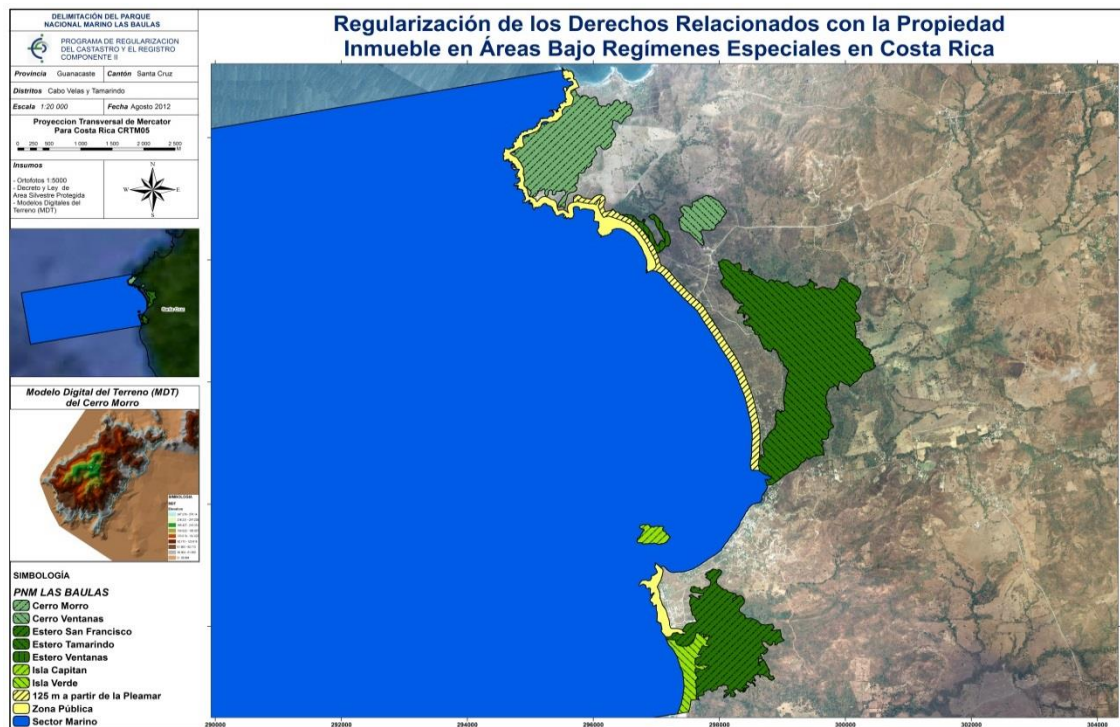 DELIMITACIÓN DEL PARQUE
NACIONAL MARINO LAS BAULAS
PROGRAMA DE REGULARIZACION
DEL CASTASTRO Y EL REGISTRO
COMPONENTE II
Provincia Guanacaste Cantón Santa Cruz
Distritos Cabo Velas y Tamarindo
Escala 1:20 000 Fecha Agosto 2012
Proyeccion Transversal de Mercator
Para Costa Rica CRTM05
0 250 500 1 000 1 500 2 000 2 500
M
Insumos
- Ortofotos 1:5000
- Decreto y Ley de
Area Silvestre Protegida
- Modelos Digitales del
Terreno (MDT)
N
W E
S
Regularización de los Derechos Relacionados con la Propiedad
Inmueble en Áreas Bajo Regímenes Especiales en Costa Rica
Santa Cruz
Modelo Digital del Terreno (MDT)
del Cerro Morro
SIMBOLOGÍA
MDT
Elevation
SIMBOLOGÍA
PNM LAS BAULAS
Cerro Morro
Cerro Ventanas
Estero San Francisco
Estero Tamarindo
Estero Ventanas
Isla Capitan
Isla Verde
125 m a partir de la Pleamar
Zona Pública
Sector Marino
290000 292000 294000 296000 298000 300000 302000 304000